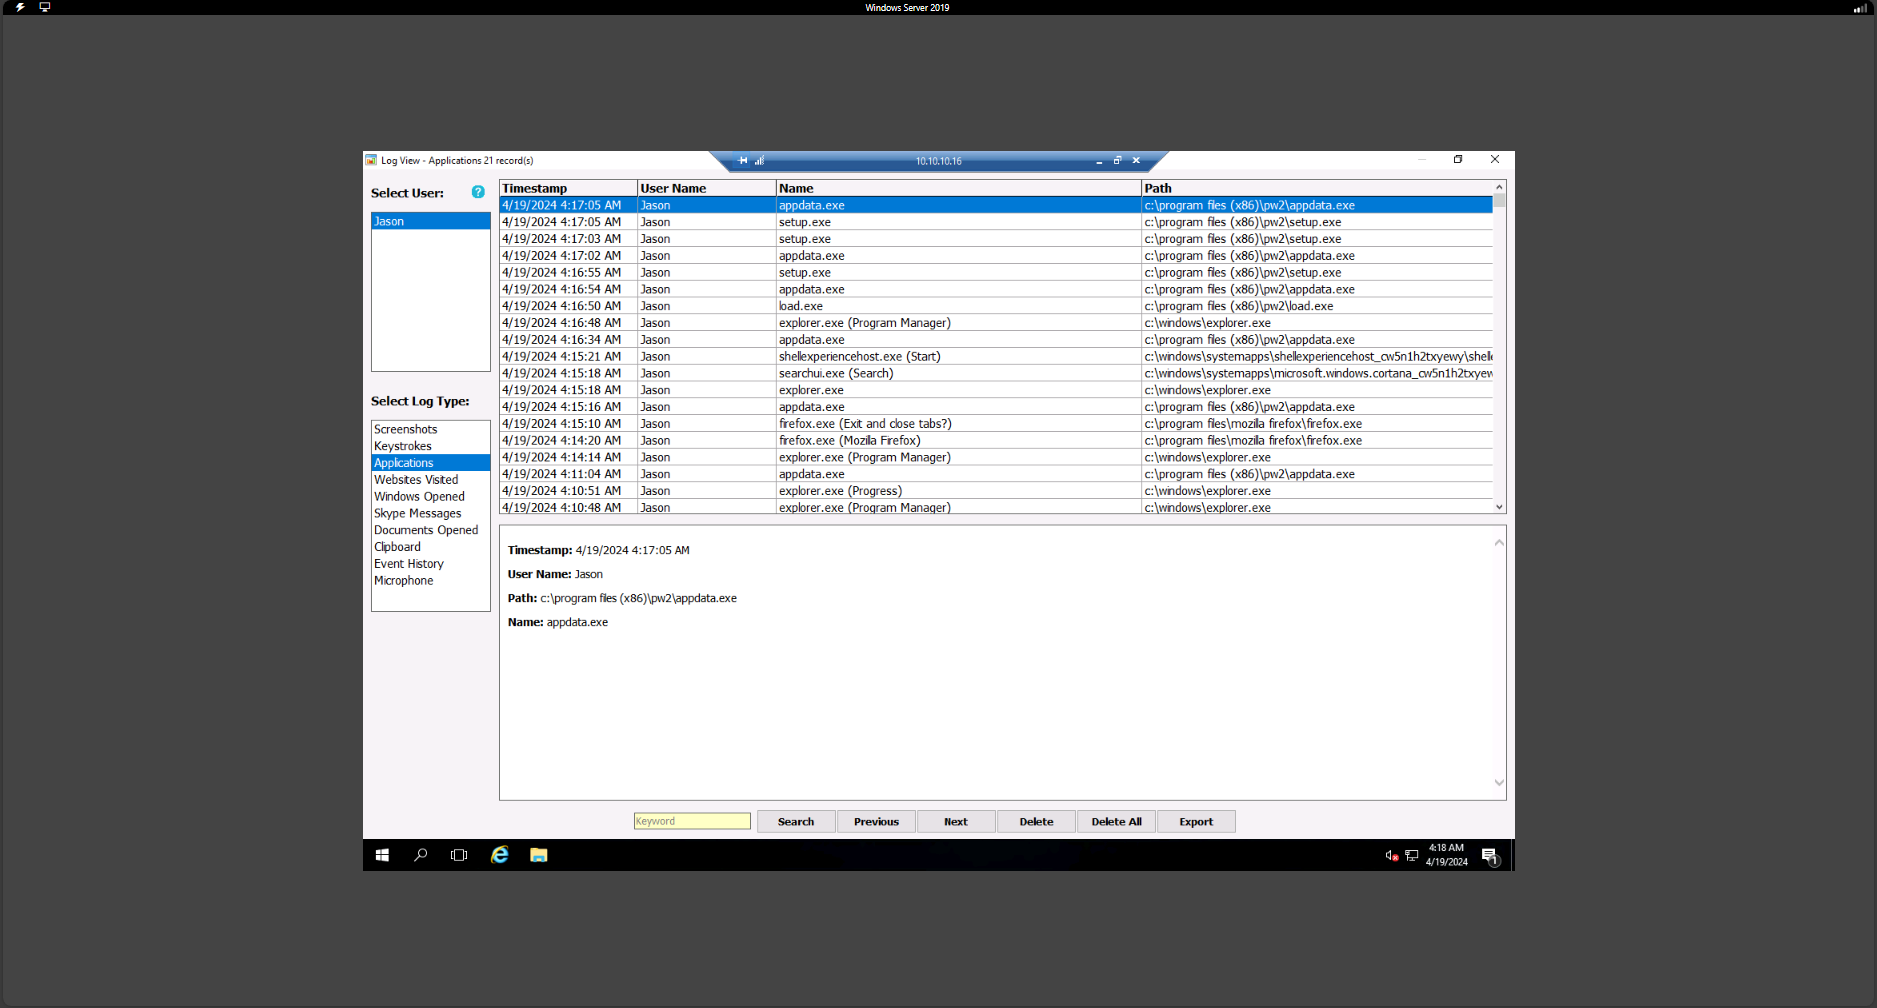 Windows Server 2019
Log View - Applications 21 record(s)
10.10.10.16
Select User:
?
Jason
Select Log Type:
Screenshots
Keystrokes
Applications
Websites Visited
Windows Opened
Skype Messages
Documents Opened
Clipboard
Event History
Microphone
Timestamp User Name Name Path
4/19/2024 4:17:05 AM Jason appdata.exe c:\program files (x86)\pw2\appdata.exe
4/19/2024 4:17:05 AM Jason setup.exe c:\program files (x86)\pw2\setup.exe
4/19/2024 4:17:03 AM Jason setup.exe c:\program files (x86)\pw2\setup.exe
4/19/2024 4:17:02 AM Jason appdata.exe c:\program files (x86)\pw2\appdata.exe
4/19/2024 4:16:55 AM Jason setup.exe c:\program files (x86)\pw2\setup.exe
4/19/2024 4:16:54 AM Jason appdata.exe c:\program files (x86)\pw2\appdata.exe
4/19/2024 4:16:50 AM Jason load.exe c:\program files (x86)\pw2\load.exe
4/19/2024 4:16:48 AM Jason explorer.exe (Program Manager) c:\windows\explorer.exe
4/19/2024 4:16:34 AM Jason appdata.exe c:\program files (x86)\pw2\appdata.exe
4/19/2024 4:15:21 AM Jason shellexperiencehost.exe (Start) c:\windows\systemapps\shellexperiencehost_cw5n1h2txyewy\shelle
4/19/2024 4:15:18 AM Jason searchui.exe (Search) c:\windows\systemapps\microsoft.windows.cortana_cw5n1h2txyew
4/19/2024 4:15:18 AM Jason explorer.exe c:\windows\explorer.exe
4/19/2024 4:15:16 AM Jason appdata.exe c:\program files (x86)\pw2\appdata.exe
4/19/2024 4:15:10 AM Jason firefox.exe (Exit and close tabs?) c:\program files\mozilla firefox\firefox.exe
4/19/2024 4:14:20 AM Jason firefox.exe (Mozilla Firefox) c:\program files\mozilla firefox\firefox.exe
4/19/2024 4:14:14 AM Jason explorer.exe (Program Manager) c:\windows\explorer.exe
4/19/2024 4:11:04 AM Jason appdata.exe c:\program files (x86)\pw2\appdata.exe
4/19/2024 4:10:51 AM Jason explorer.exe (Progress) c:\windows\explorer.exe
4/19/2024 4:10:48 AM Jason explorer.exe (Program Manager) c:\windows\explorer.exe
Timestamp: 4/19/2024 4:17:05 AM
User Name: Jason
Path: c:\program files (x86)\pw2\appdata.exe
Name: appdata.exe
Keyword Search Previous Next Delete Delete All Export
4:18 AM
4/19/2024
1